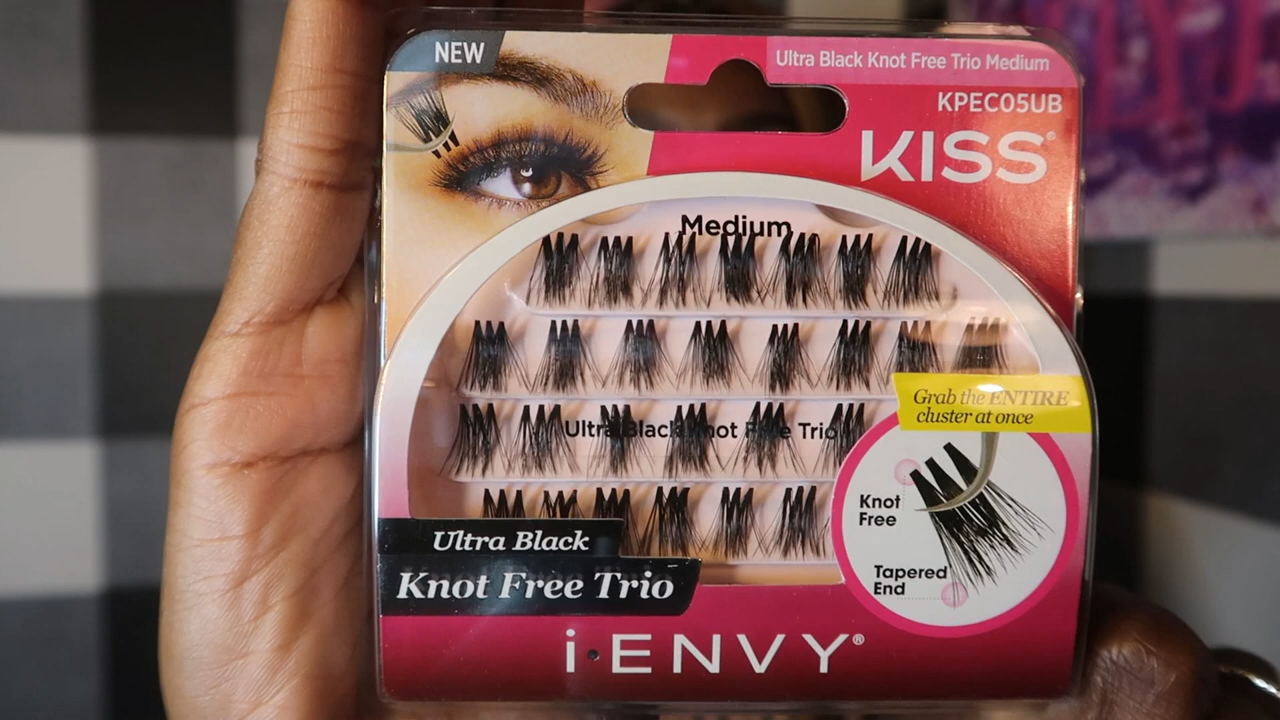 NEW
Ultra Black Knot Free Trio Medium
KPEC05UB
KISS®
Medium
Ultra Black Knot Free Trio
Grab the ENTIRE
cluster at once
Knot
Free
Tapered
End
Ultra Black
Knot Free Trio
i·ENVY®